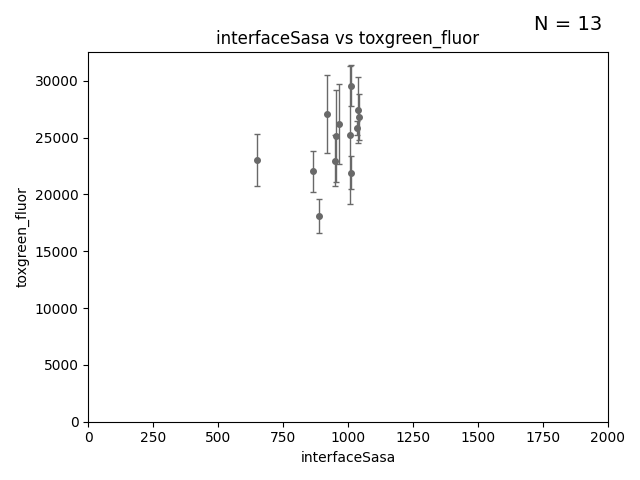 N = 13
interfaceSasa vs toxgreen_fluor
toxgreen_fluor
30000
25000
20000
15000
10000
5000
0
0 250 500 750 1000 1250 1500 1750 2000
interfaceSasa